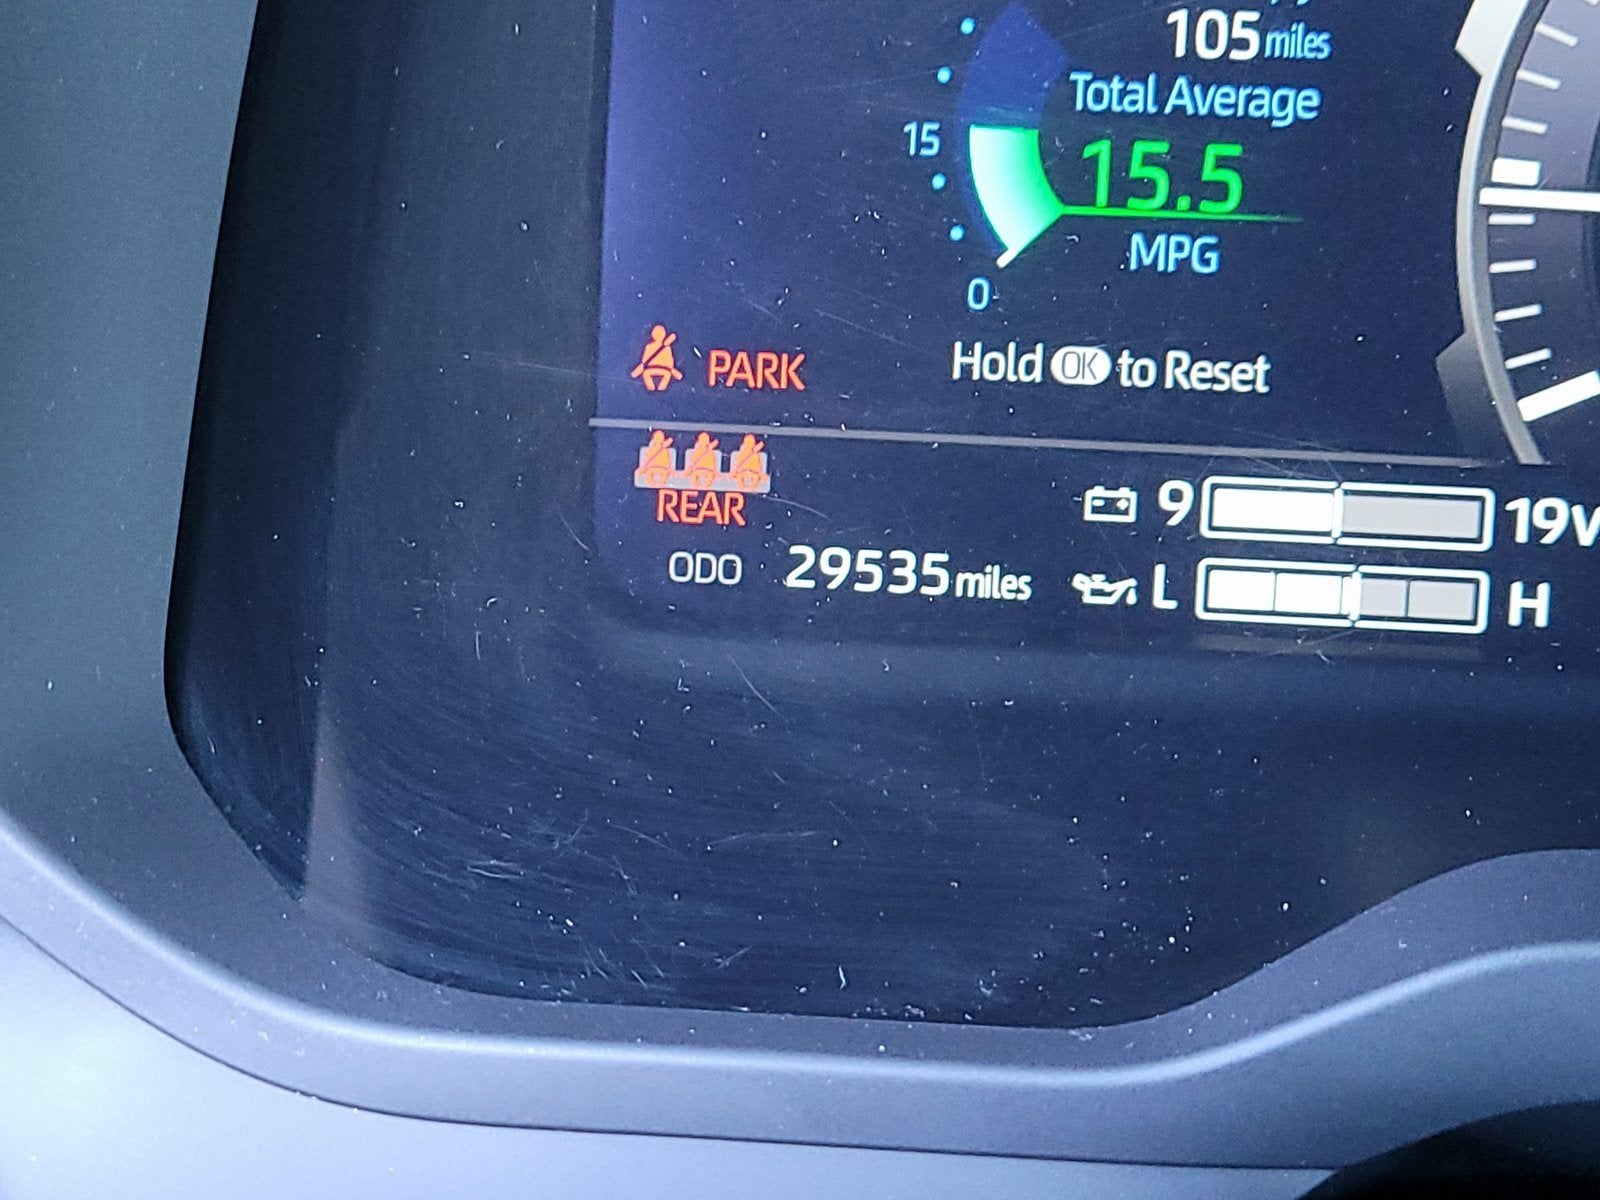 105 miles
Total Average
15
15.5
MPG
0
PARK
Hold OK to Reset
REAR
9 19V
ODO 29535 miles
L H